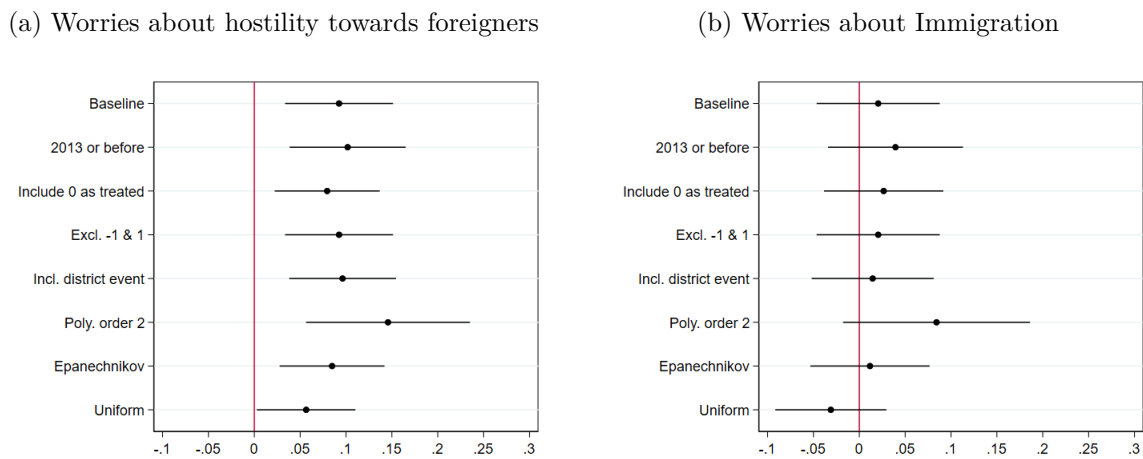 (a) Worries about hostility towards foreigners
Baseline
2013 or before
Include 0 as treated
Excl. -1 & 1
Incl. district event
Poly. order 2
Epanechnikov
Uniform
-.1 -.05 0 .05 .1 .15 .2 .25 .3
(b) Worries about Immigration
Baseline
2013 or before
Include 0 as treated
Excl. -1 & 1
Incl. district event
Poly. order 2
Epanechnikov
Uniform
-.1 -.05 0 .05 .1 .15 .2 .25 .3